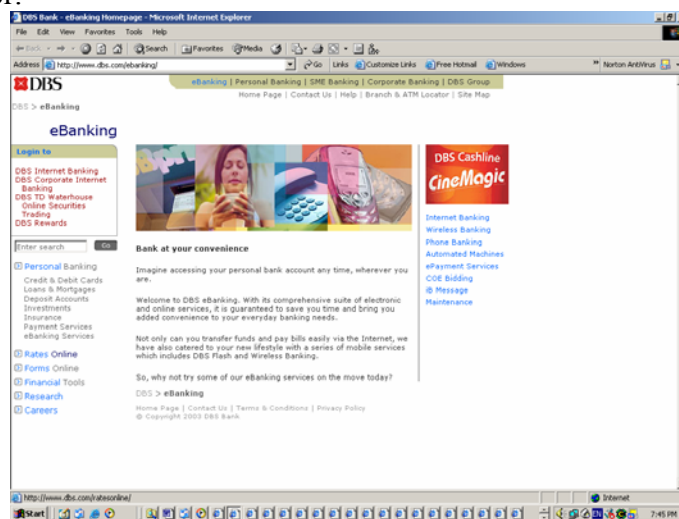 or?
DBS Bank - eBanking Homepage - Microsoft Internet Explorer
File Edit View Favorites Tools Help
Back Search Favorites Media
Address http://www.dbs.com/ebanking/ Go Links Customize Links Free Hotmail Windows Norton AntiVirus
DBS
eBanking | Personal Banking | SME Banking | Corporate Banking | DBS Group
Home Page | Contact Us | Help | Branch & ATM Locator | Site Map
DBS > eBanking
eBanking
Login to
DBS Internet Banking
DBS Corporate Internet
Banking
DBS TD Waterhouse
Online Securities
Trading
DBS Rewards
Enter search Go
Personal Banking
Credit & Debit Cards
Loans & Mortgages
Deposit Accounts
Investments
Insurance
Payment Services
eBanking Services
Rates Online
Forms Online
Financial Tools
Research
Careers
Bank at your convenience
Imagine accessing your personal bank account any time, wherever you
are.
Welcome to DBS eBanking. With its comprehensive suite of electronic
and online services, it is guaranteed to save you time and bring you
added convenience to your everyday banking needs.
Not only can you transfer funds and pay bills easily via the Internet, we
have also catered to your new lifestyle with a series of mobile services
which includes DBS Flash and Wireless Banking.
So, why not try some of our eBanking services on the move today?
DBS > eBanking
Home Page | Contact Us | Terms & Conditions | Privacy Policy
© Copyright 2003 DBS Bank
DBS Cashline
CineMagic
Internet Banking
Wireless Banking
Phone Banking
Automated Machines
ePayment Services
COE Bidding
iB Message
Maintenance
http://www.dbs.com/ratesonline/ Internet
Start EN 7:45 PM